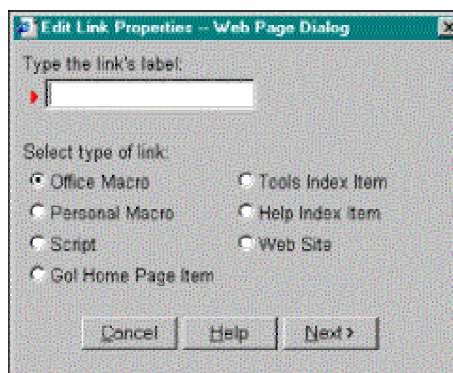 Edit Link Properties -- Web Page Dialog
Type the link's label:
Select type of link:
Office Macro
Tools Index Item
Personal Macro
Help Index Item
Script
Web Site
Go! Home Page Item
Cancel Help Next >